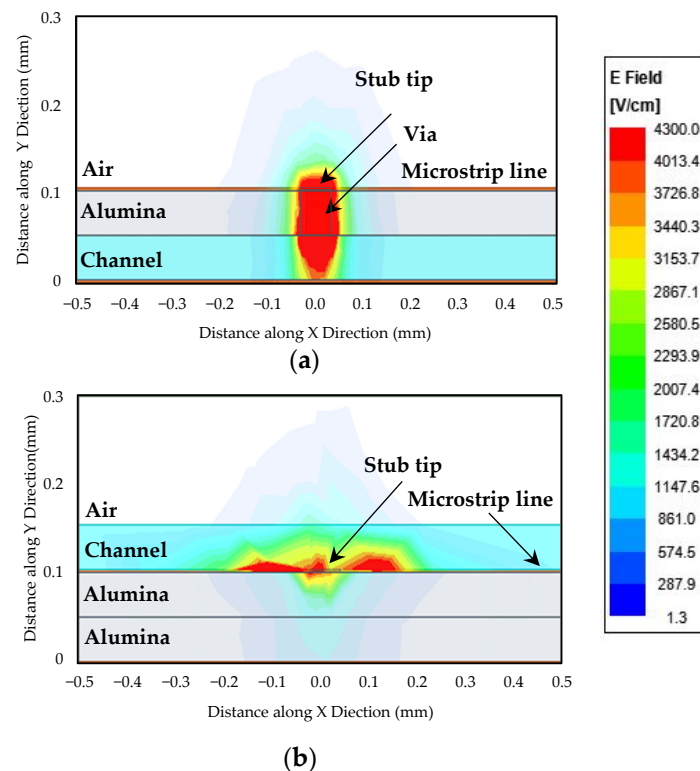 0.3
Distance along Y Diection (mm)
0.2
0.1
0
Stub tip
Via
Air
Microstrip line
Alumina
Channel
−0.5 −0.4 −0.3 −0.2 −0.1 0.0 0.1 0.2 0.3 0.4 0.5
Distance along X Direction (mm)
(a)
0.3
Distance along Y Direction(mm)
0.2
0.1
0
Stub tip
Microstrip line
Air
Channel
Alumina
Alumina
−0.5 −0.4 −0.3 −0.2 −0.1 0.0 0.1 0.2 0.3 0.4 0.5
Distance along X Direction (mm)
(b)
E Field
[V/cm]
4300.0
4013.4
3726.8
3440.3
3153.7
2867.1
2580.5
2293.9
2007.4
1720.8
1434.2
1147.6
861.0
574.5
287.9
1.3